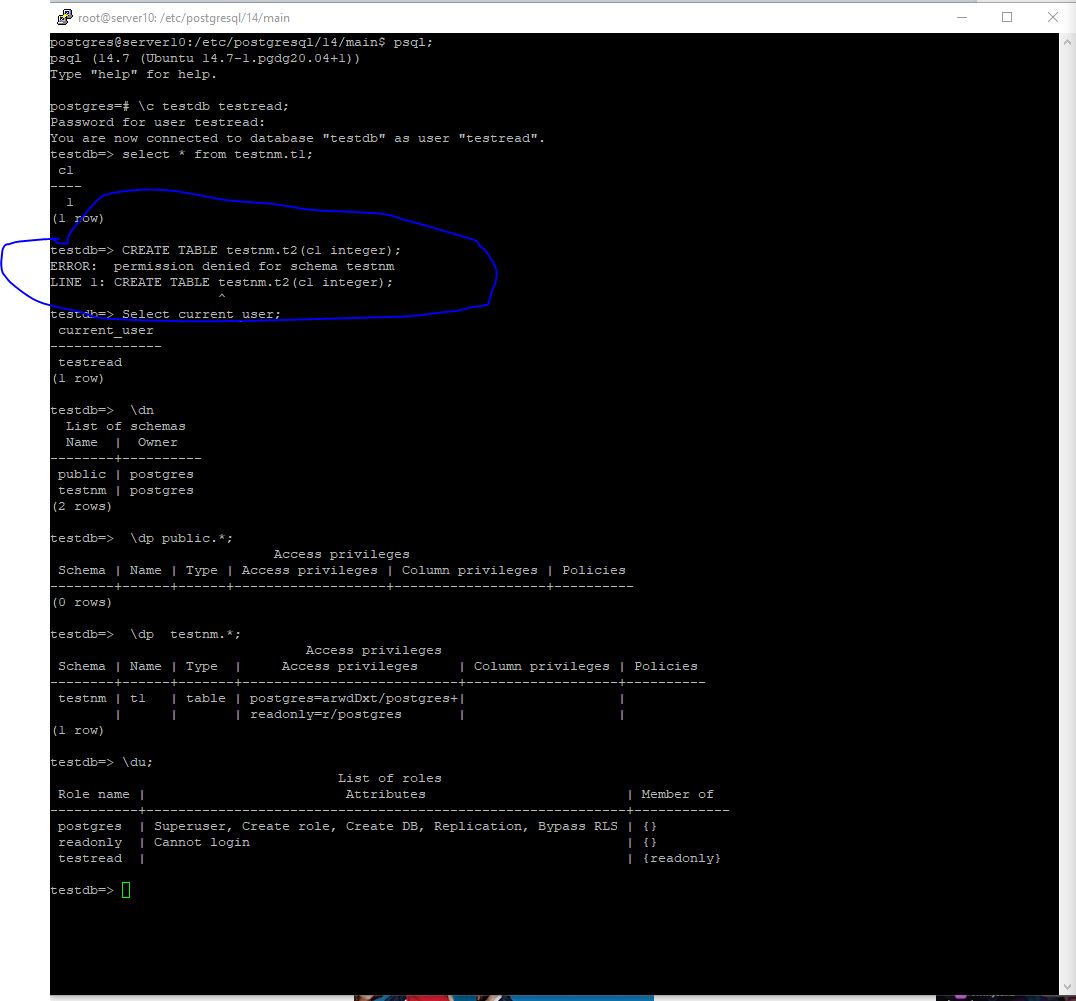 root@server10: /etc/postgresql/14/main
postgres@server10:/etc/postgresql/14/main$ psql;
psql (14.7 (Ubuntu 14.7-1.pgdg20.04+1))
Type "help" for help.
postgres=# \c testdb testread;
Password for user testread:
You are now connected to database "testdb" as user "testread".
testdb=> select * from testnm.t1;
 c1
----
  1
(1 row)
testdb=> CREATE TABLE testnm.t2(c1 integer);
ERROR:  permission denied for schema testnm
LINE 1: CREATE TABLE testnm.t2(c1 integer);
                     ^
testdb=> Select current_user;
 current_user
--------------
 testread
(1 row)
testdb=>  \dn
  List of schemas
  Name  |  Owner
--------+----------
 public | postgres
 testnm | postgres
(2 rows)
testdb=>  \dp public.*;
                            Access privileges
 Schema | Name | Type | Access privileges | Column privileges | Policies
--------+------+------+-------------------+-------------------+----------
(0 rows)
testdb=>  \dp  testnm.*;
                                Access privileges
 Schema | Name | Type  |     Access privileges     | Column privileges | Policies
--------+------+-------+---------------------------+-------------------+----------
 testnm | t1   | table | postgres=arwdDxt/postgres+|                   |
        |      |       | readonly=r/postgres       |                   |
(1 row)
testdb=> \du;
                                    List of roles
 Role name |                         Attributes                         | Member of
-----------+------------------------------------------------------------+------------
 postgres  | Superuser, Create role, Create DB, Replication, Bypass RLS | {}
 readonly  | Cannot login                                               | {}
 testread  |                                                            | {readonly}
testdb=>